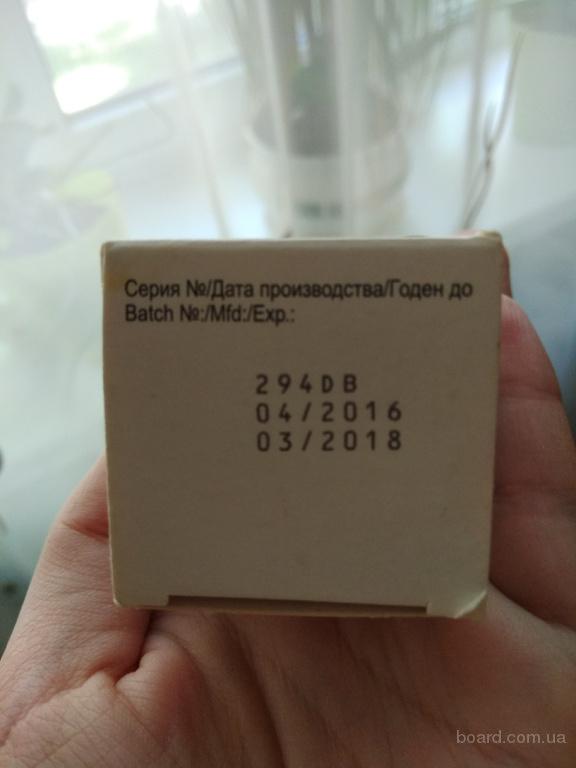 Серия №/Дата производства/Годен до
Batch №:/Mfd:/Exp.:
294DB
04/2016
03/2018
board.com.ua